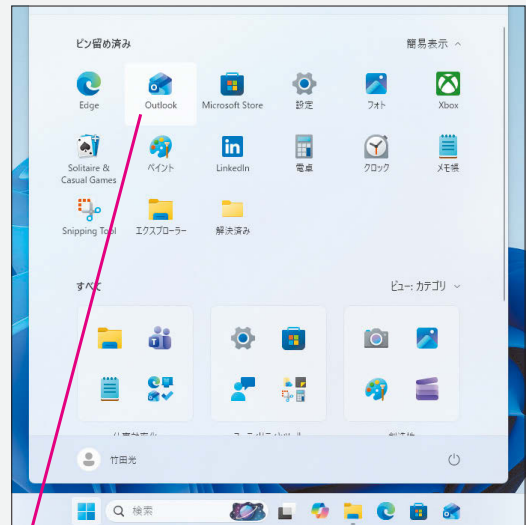 ピン留め済み 簡易表示
Edge Outlook Microsoft Store 設定 フォト Xbox
Solitaire & Casual Games ペイント LinkedIn 電卓 クロック メモ帳
Snipping Tool エクスプローラー 解決済み
すべて ビュー: カテゴリ
竹田光
検索